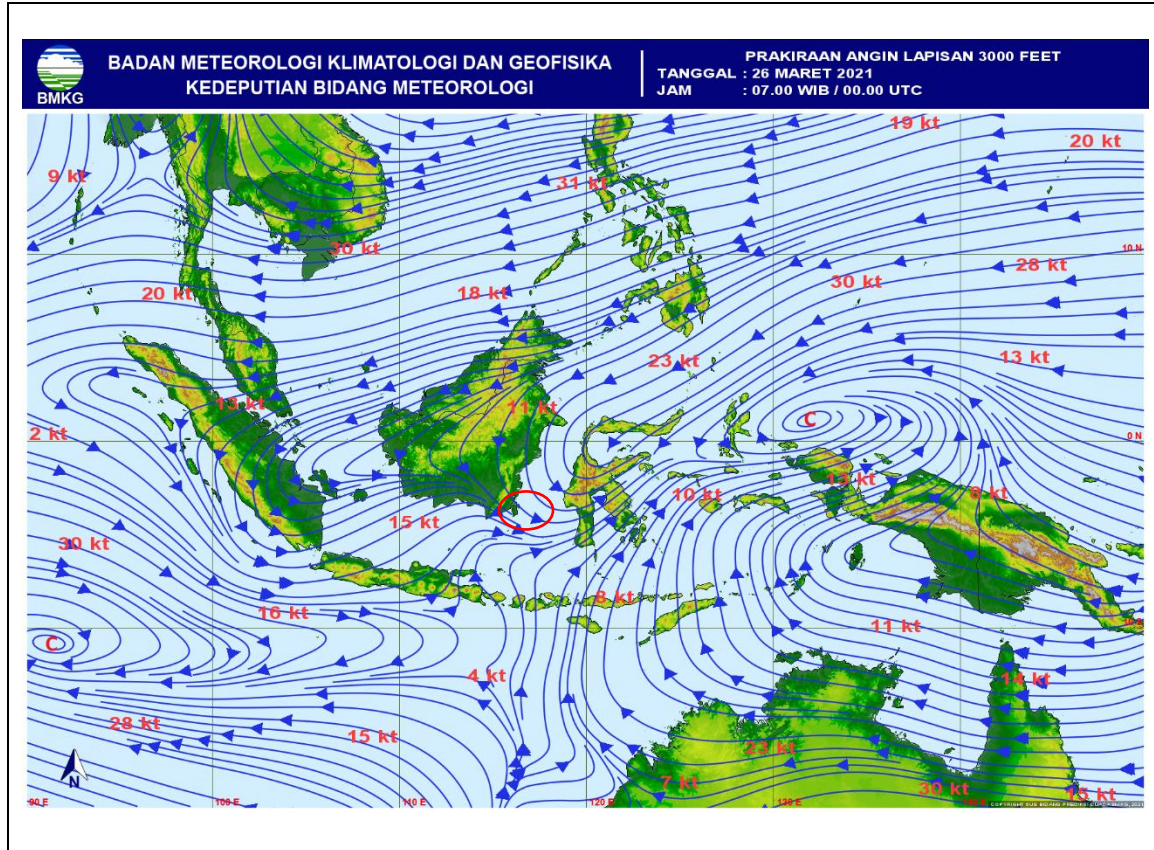 BMKG
BADAN METEOROLOGI KLIMATOLOGI DAN GEOFISIKA
KEDEPUTIAN BIDANG METEOROLOGI
PRAKIRAAN ANGIN LAPISAN 3000 FEET
TANGGAL : 26 MARET 2021
JAM : 07.00 WIB / 00.00 UTC
19 kt
20 kt
9 kt
31 kt
30 kt
10 N
28 kt
20 kt
18 kt
30 kt
23 kt
13 kt
13 kt
11 kt
C
2 kt
0 N
13 kt
8 kt
10 kt
15 kt
30 kt
8 kt
16 kt
11 kt
C
4 kt
14 kt
28 kt
15 kt
23 kt
7 kt
30 kt
15 kt
N
90 E
100 E
110 E
120 E
130 E